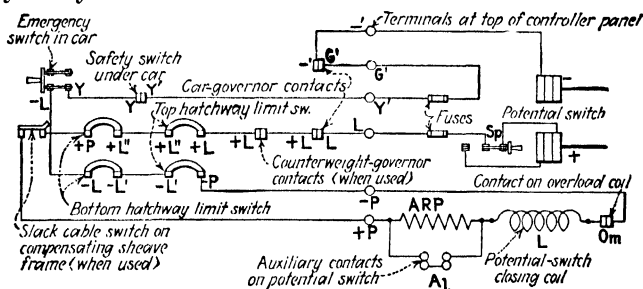 Emergency
switch in car
Safety switch
under car
-'
Terminals at top of controller panel
-'
G'
G'
-
Car-governor contacts
Y
Y
Y
Y'
-L
Top hatchway limit sw.
Fuses
Potential switch
+P
+L"
+L"
+L
+L
+L
L
Sp
+
Counterweight-governor
contacts (when used)
-L
-L'
-L'
-P
Contact on overload coil
Bottom hatchway limit switch
-P
Slack cable switch on
compensating sheave
frame (when used)
+P
ARP
L
Om
Auxiliary contacts
on potential switch
A1
Potential-switch
closing coil